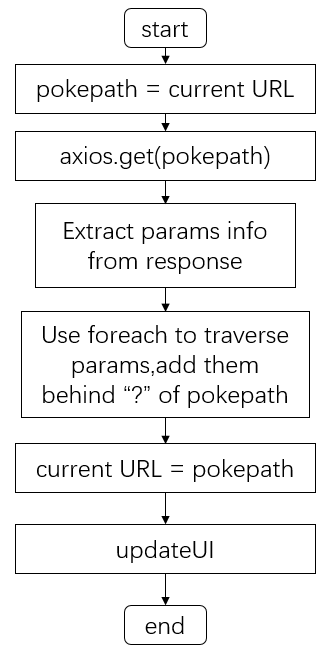 start
pokepath = current URL
axios.get(pokepath)
Extract params info
from response
Use foreach to traverse
params,add them
behind “?” of pokepath
current URL = pokepath
updateUI
end